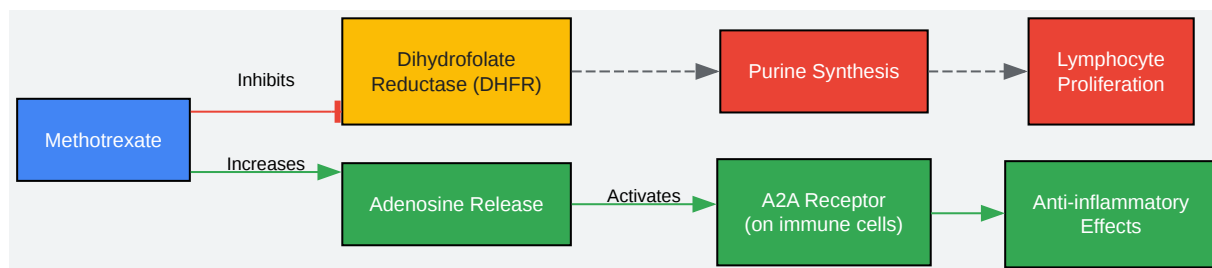 Methotrexate
Inhibits
Dihydrofolate
Reductase (DHFR)
Purine Synthesis
Lymphocyte
Proliferation
Increases
Adenosine Release
Activates
A2A Receptor
(on immune cells)
Anti-inflammatory
Effects